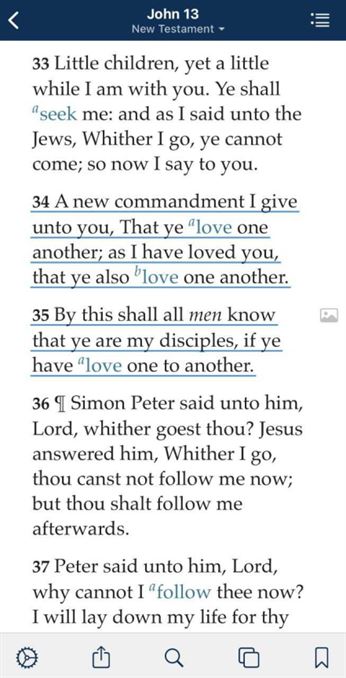 John 13
New Testament
33 Little children, yet a little
while I am with you. Ye shall
a seek me: and as I said unto the
Jews, Whither I go, ye cannot
come; so now I say to you.
34 A new commandment I give
unto you, That ye a love one
another; as I have loved you,
that ye also b love one another.
35 By this shall all men know
that ye are my disciples, if ye
have a love one to another.
36 ¶ Simon Peter said unto him,
Lord, whither goest thou? Jesus
answered him, Whither I go,
thou canst not follow me now;
but thou shalt follow me
afterwards.
37 Peter said unto him, Lord,
why cannot I a follow thee now?
I will lay down my life for thy